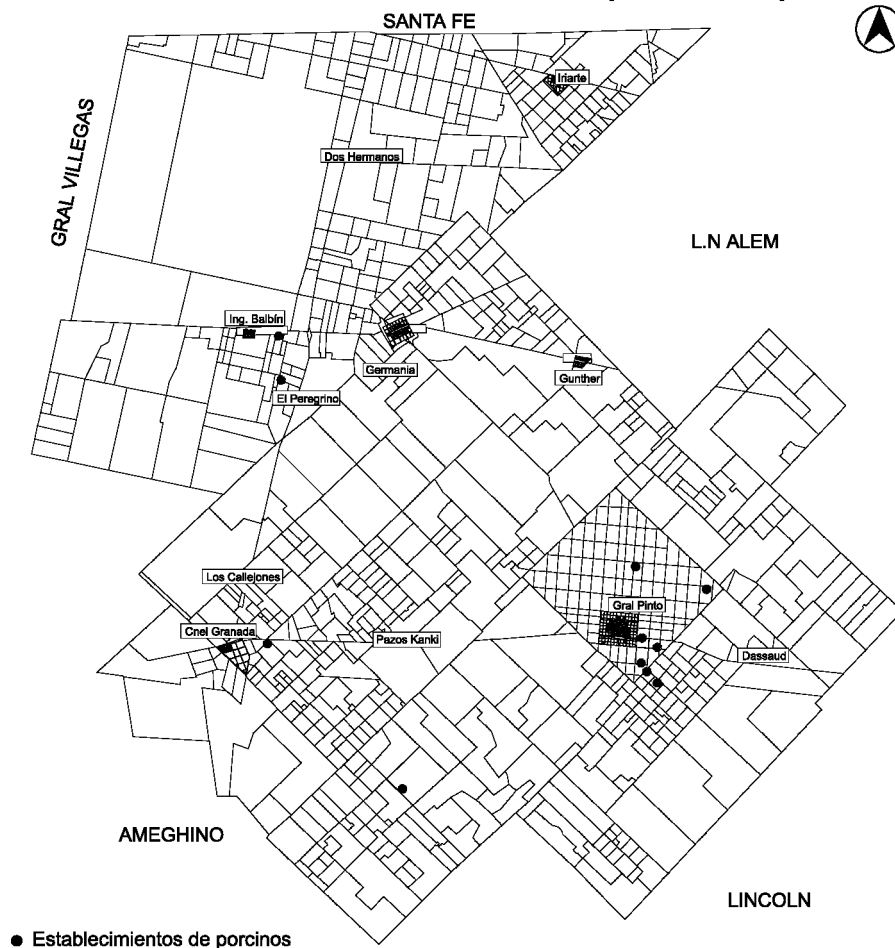 SANTA FE
Iriarte
GRAL VILLEGAS
Dos Hermanos
L.N ALEM
Ing. Balbín
Germania
Gunther
El Peregrino
Los Callejones
Gral Pinto
Cnel Granada
Pazos Kanki
Dassaud
AMEGHINO
LINCOLN
Establecimientos de porcinos